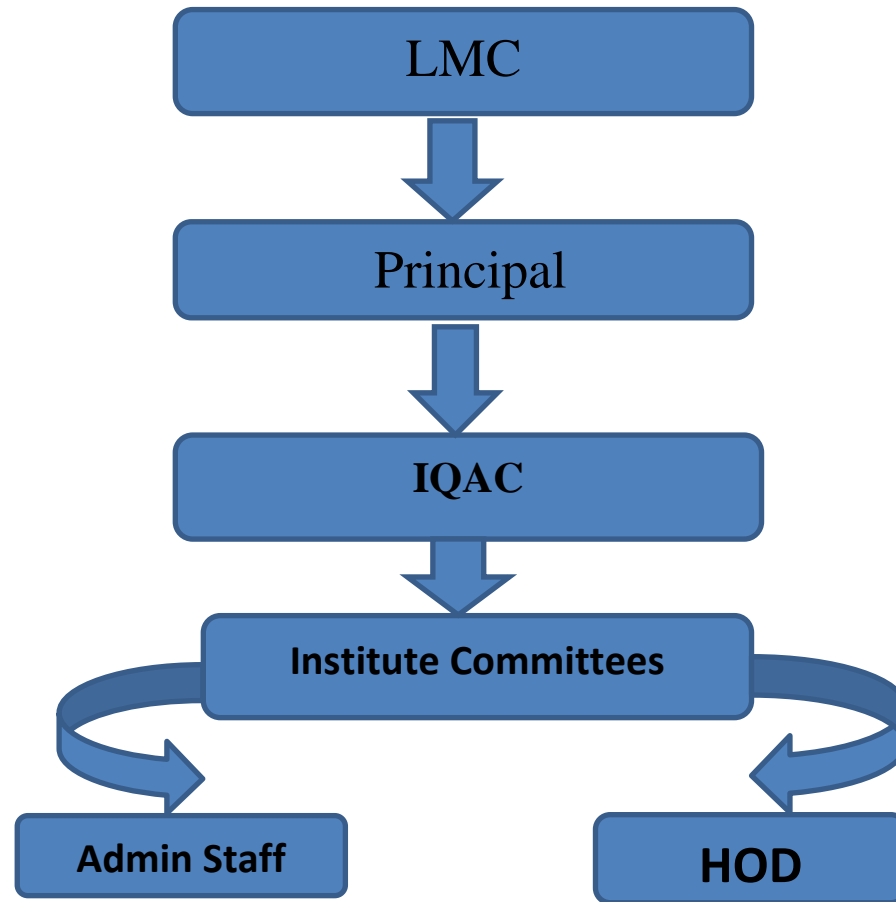 LMC
Principal
IQAC
Institute Committees
Admin Staff
HOD